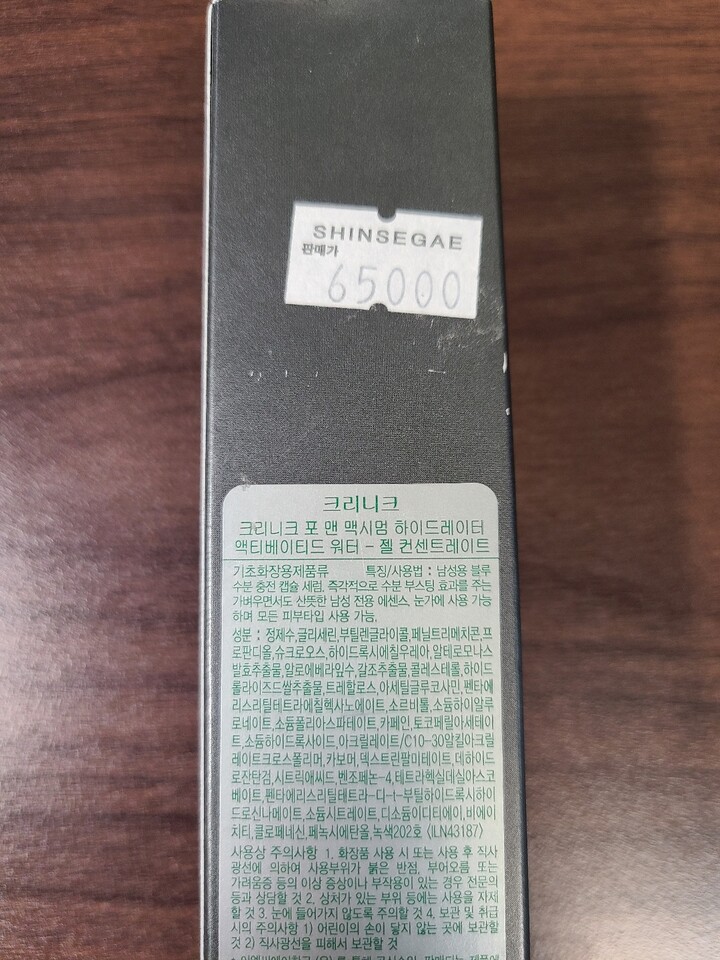 SHINSEGAE
판매가
65000
크리니크
크리니크 포 맨 맥시멈 하이드레이터
액티베이티드 워터 – 젤 컨센트레이트
기초화장용제품류 특징/사용법 : 남성용 블루
수분 충전 캡슐 세럼, 즉각적으로 수분 부스팅 효과를 주는
가벼우면서도 산뜻한 남성 전용 에센스. 눈가에 사용 가능
하며 모든 피부타입 사용 가능.
성분 : 정제수,글리세린,부틸렌글라이콜,페닐트리메치콘,프
로판디올,슈크로오스,하이드록시에칠우레아,알테로모나스
발효추출물,알로에베라잎수,갈조추출물,콜레스테롤,하이드
롤라이즈드쌀추출물,트레할로스,아세틸글루코사민,펜타에
리스리틸테트라에칠헥사노에이트,소르비톨,소듐하이알루
로네이트,소듐폴리아스파테이트,카페인,토코페릴아세테이
트,소듐하이드록사이드,아크릴레이트/C10-30알킬아크릴
레이트크로스폴리머,카보머,덱스트린팔미테이트,데하이드
로잔탄검,시트릭애씨드,벤조페논-4,테트라헥실데실아스코
베이트,펜타에리스리틸테트라-디-t-부틸하이드록시하이
드로신나메이트,소듐시트레이트,디소듐이디티에이,비에이
치티,클로페네신,페녹시에탄올,녹색202호 〈ILN43187〉
사용상 주의사항 1. 화장품 사용 시 또는 사용 후 직사
광선에 의하여 사용부위가 붉은 반점, 부어오름 또는
가려움증 등의 이상 증상이나 부작용이 있는 경우 전문의
등과 상담할 것 2. 상처가 있는 부위 등에는 사용을 자제
할 것 3. 눈에 들어가지 않도록 주의할 것 4. 보관 및 취급
시의 주의사항 1) 어린이의 손이 닿지 않는 곳에 보관할
것 2) 직사광선을 피해서 보관할 것